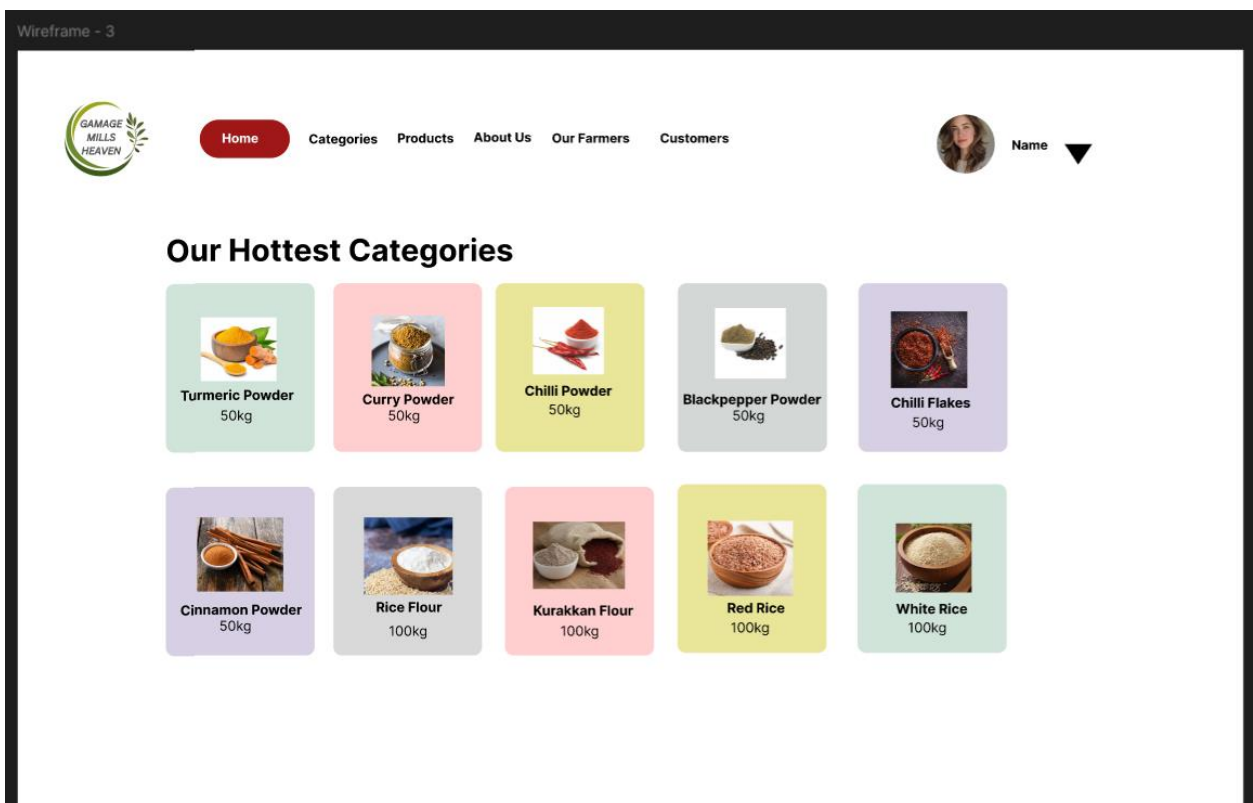 Wireframe - 3
GAMAGE
MILLS
HEAVEN
Home Categories Products About Us Our Farmers Customers Name
Our Hottest Categories
Turmeric Powder
50kg
Curry Powder
50kg
Chilli Powder
50kg
Blackpepper Powder
50kg
Chilli Flakes
50kg
Cinnamon Powder
50kg
Rice Flour
100kg
Kurakkan Flour
100kg
Red Rice
100kg
White Rice
100kg